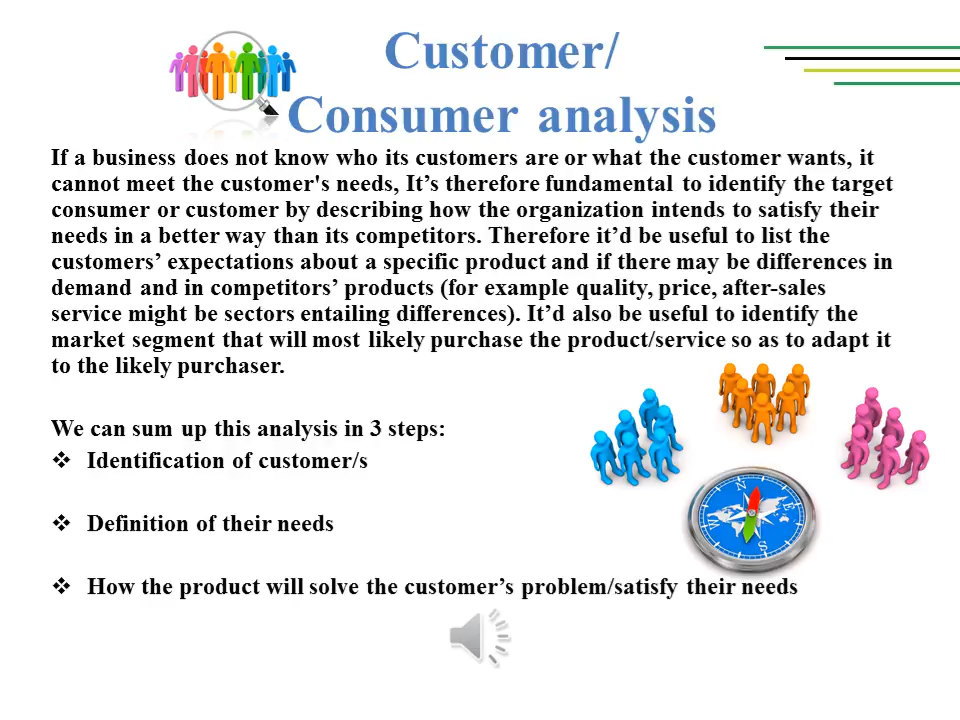 Customer/
Consumer analysis
If a business does not know who its customers are or what the customer wants, it
cannot meet the customer's needs, It’s therefore fundamental to identify the target
consumer or customer by describing how the organization intends to satisfy their
needs in a better way than its competitors. Therefore it’d be useful to list the
customers’ expectations about a specific product and if there may be differences in
demand and in competitors’ products (for example quality, price, after-sales
service might be sectors entailing differences). It’d also be useful to identify the
market segment that will most likely purchase the product/service so as to adapt it
to the likely purchaser.
We can sum up this analysis in 3 steps:
❖ Identification of customer/s
❖ Definition of their needs
N
W
E
S
❖ How the product will solve the customer’s problem/satisfy their needs